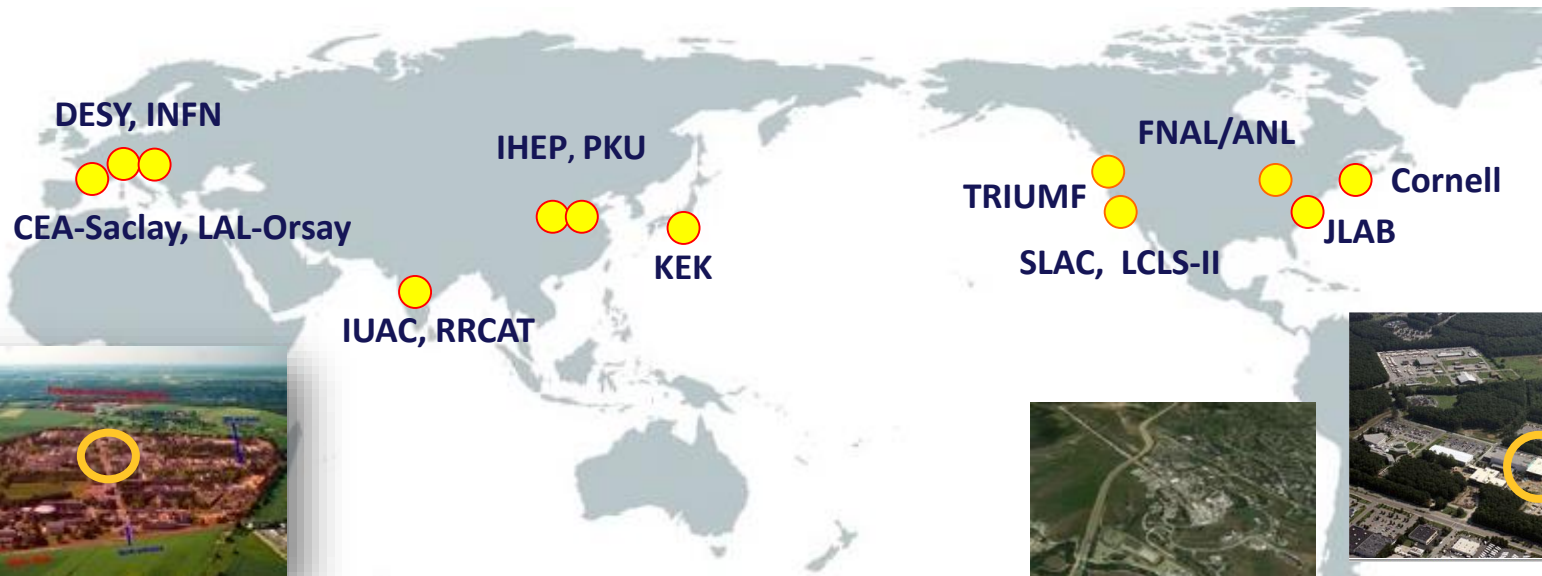 DESY, INFN
CEA-Saclay, LAL-Orsay
IHEP, PKU
KEK
IUAC, RRCAT
TRIUMF
SLAC,  LCLS-II
FNAL/ANL
Cornell
JLAB